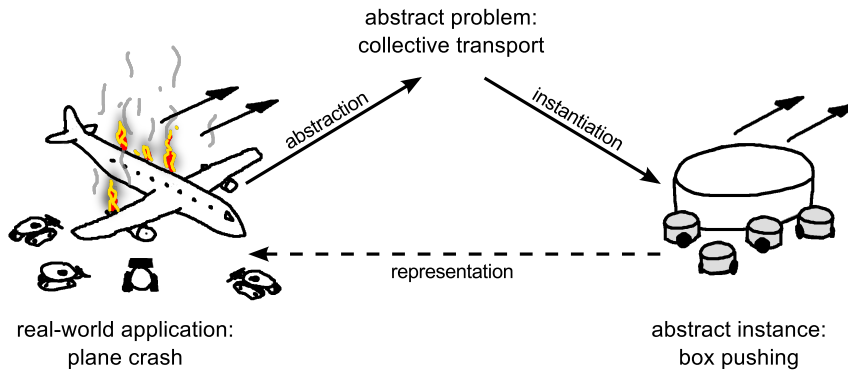 abstract problem:
collective transport
abstraction
instantiation
representation
real-world application:
plane crash
abstract instance:
box pushing